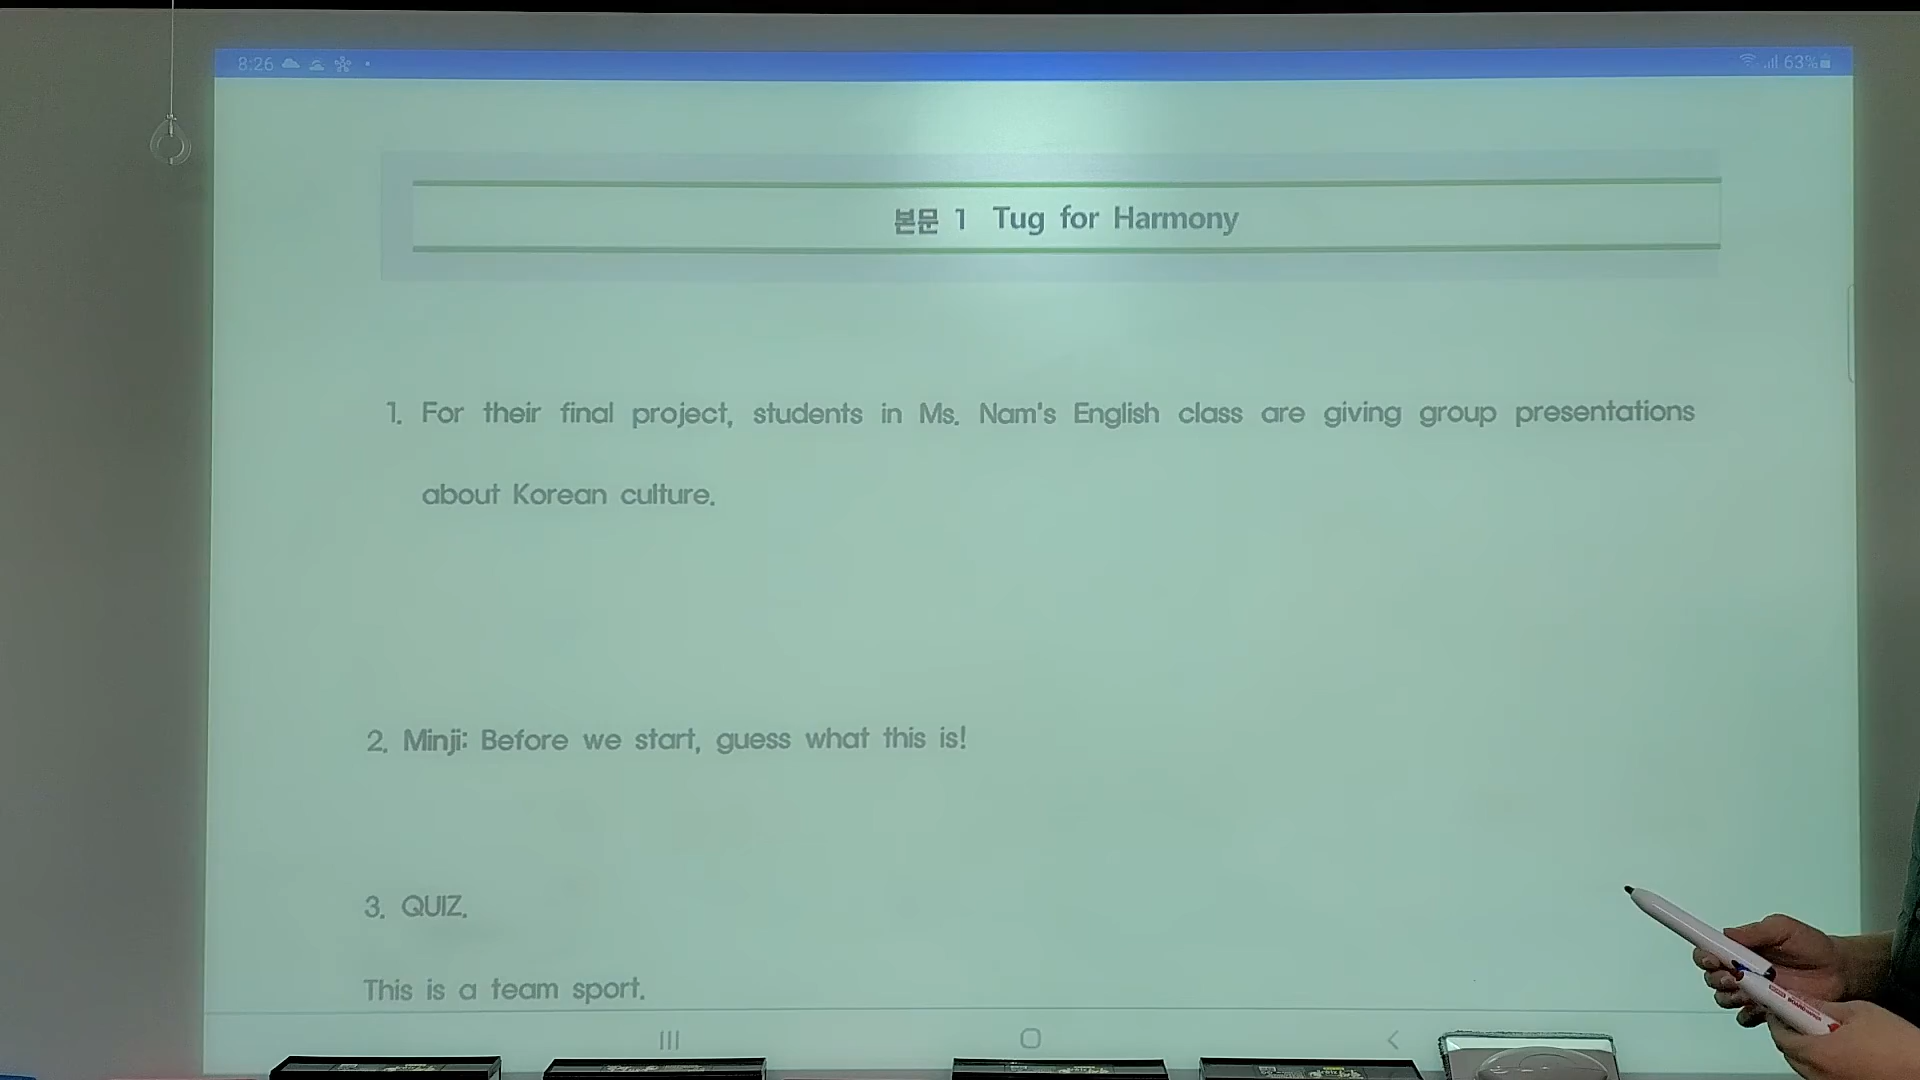 8:26
63%
본문 1 Tug for Harmony
1. For their final project, students in Ms. Nam's English class are giving group presentations
about Korean culture.
2. Minji: Before we start, guess what this is!
3. QUIZ.
This is a team sport.